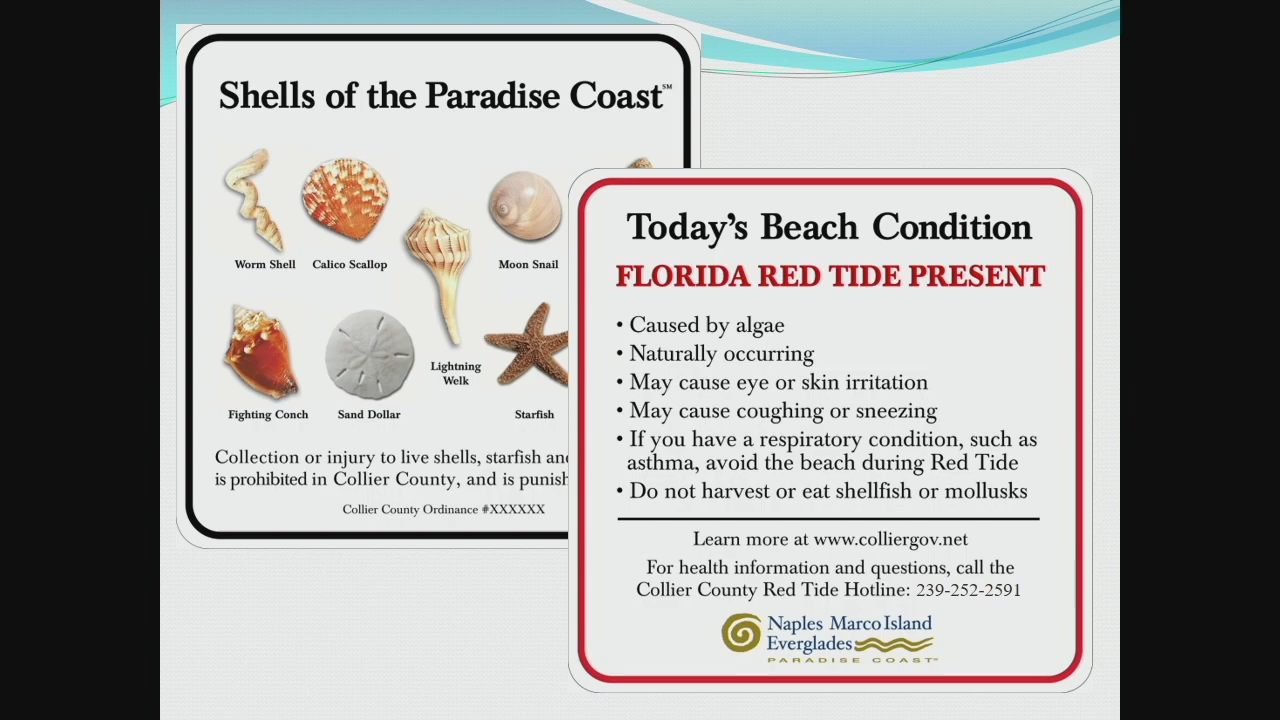 Shells of the Paradise Coast℠
Worm Shell
Calico Scallop
Moon Snail
Lightning
Welk
Fighting Conch
Sand Dollar
Starfish
Collection or injury to live shells, starfish and
is prohibited in Collier County, and is punish
Collier County Ordinance #XXXXXX
Today's Beach Condition
FLORIDA RED TIDE PRESENT
• Caused by algae
• Naturally occurring
• May cause eye or skin irritation
• May cause coughing or sneezing
• If you have a respiratory condition, such as
asthma, avoid the beach during Red Tide
• Do not harvest or eat shellfish or mollusks
Learn more at www.colliergov.net
For health information and questions, call the
Collier County Red Tide Hotline: 239-252-2591
Naples Marco Island
Everglades
PARADISE COAST